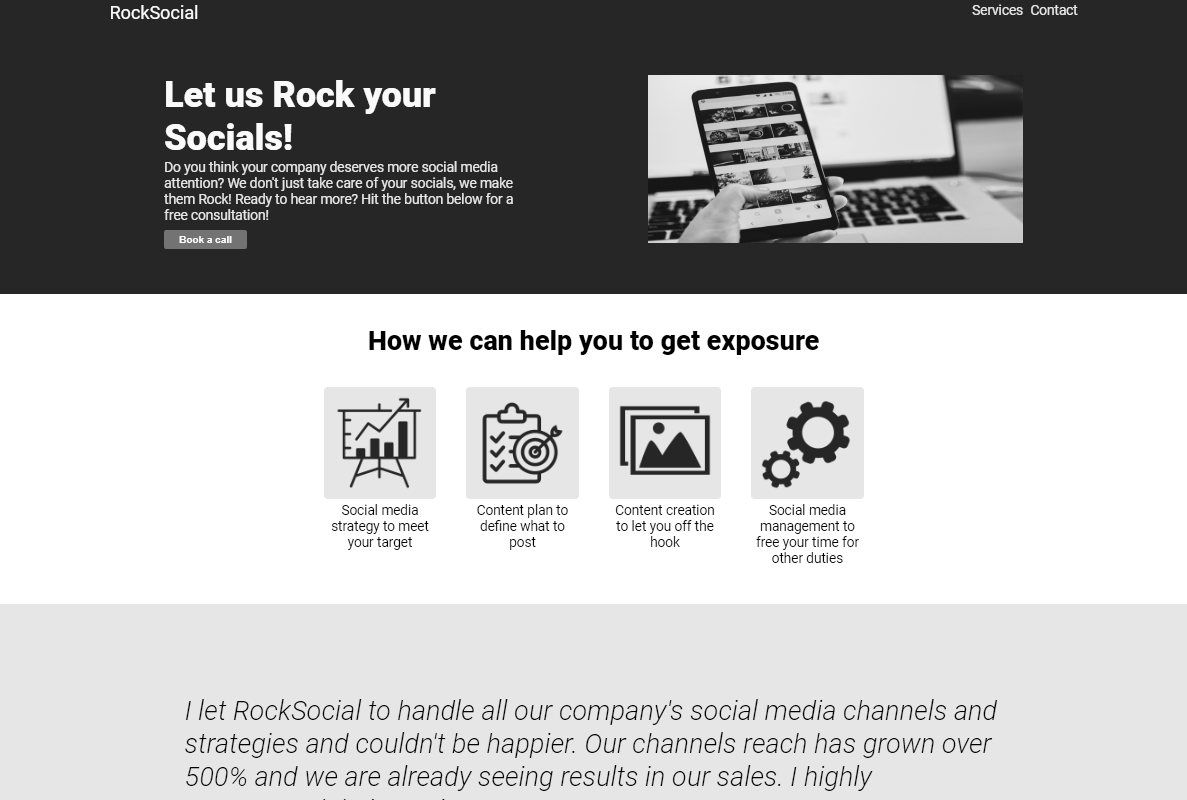 RockSocial
Services Contact
Let us Rock your
Socials!
Do you think your company deserves more social media
attention? We don't just take care of your socials, we make
them Rock! Ready to hear more? Hit the button below for a
free consultation!
Book a call
How we can help you to get exposure
Social media
strategy to meet
your target
Content plan to
define what to
post
Content creation
to let you off the
hook
Social media
management to
free your time for
other duties
I let RockSocial to handle all our company's social media channels and
strategies and couldn't be happier. Our channels reach has grown over
500% and we are already seeing results in our sales. I highly